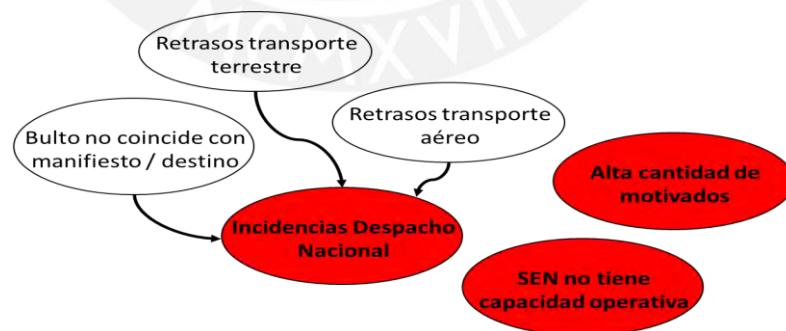 MCMXVII
Retrasos transporte
terrestre
Retrasos transporte
aéreo
Bulto no coincide con
manifiesto / destino
Alta cantidad de
motivados
Incidencias Despacho
Nacional
SEN no tiene
capacidad operativa